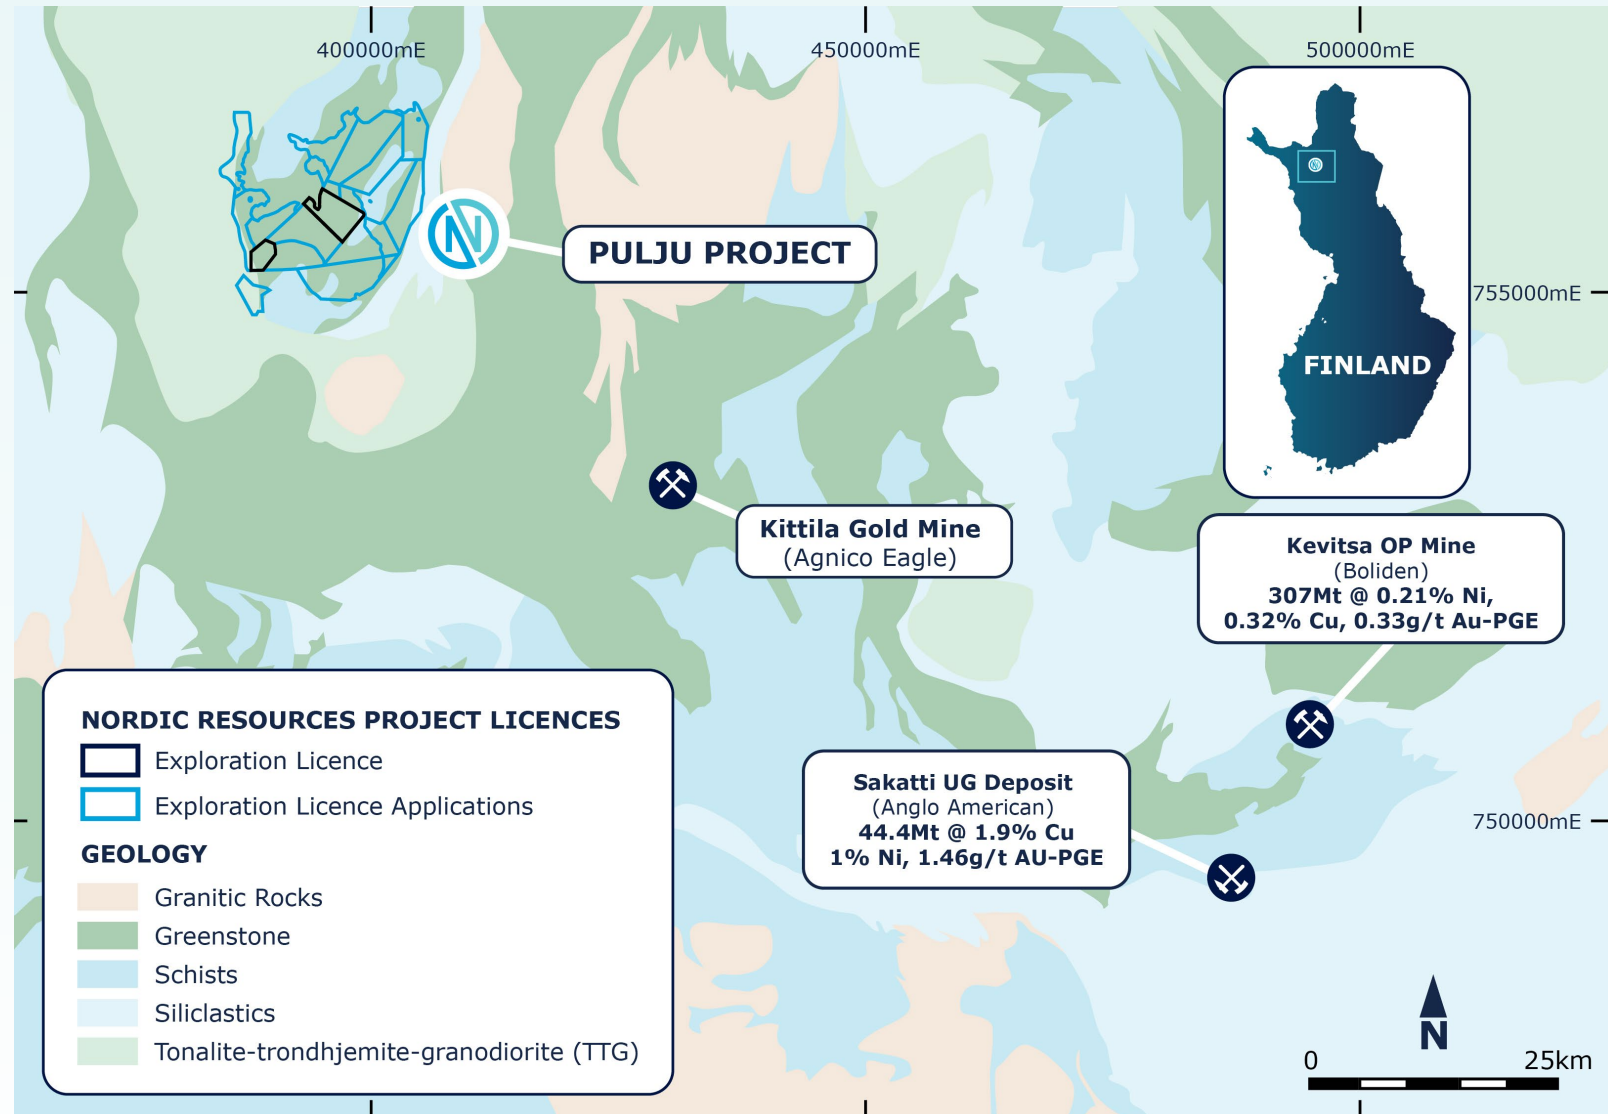 400000mE
450000mE
500000mE
N
PULJU PROJECT
755000mE
FINLAND
Kittila Gold Mine
(Agnico Eagle)
Kevitsa OP Mine
(Boliden)
307Mt @ 0.21% Ni,
0.32% Cu, 0.33g/t Au-PGE
NORDIC RESOURCES PROJECT LICENCES
Exploration Licence
Exploration Licence Applications
GEOLOGY
Granitic Rocks
Greenstone
Schists
Siliclastics
Tonalite-trondhjemite-granodiorite (TTG)
Sakatti UG Deposit
(Anglo American)
44.4Mt @ 1.9% Cu
1% Ni, 1.46g/t AU-PGE
750000mE
N
0 25km